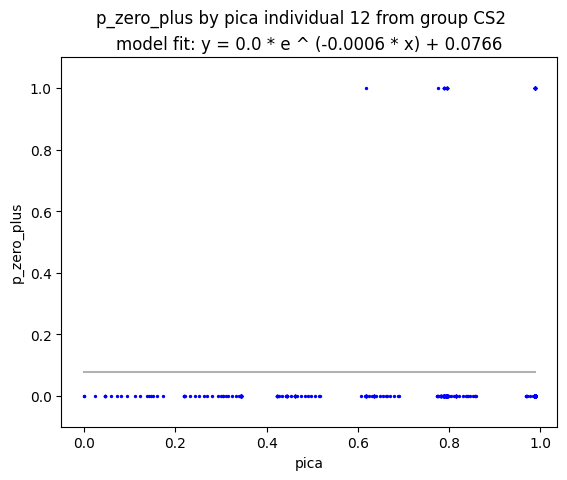 p_zero_plus by pica individual 12 from group CS2
model fit: y = 0.0 * e ^ (-0.0006 * x) + 0.0766
p_zero_plus
1.0
0.8
0.6
0.4
0.2
0.0
0.0 0.2 0.4 0.6 0.8 1.0
pica